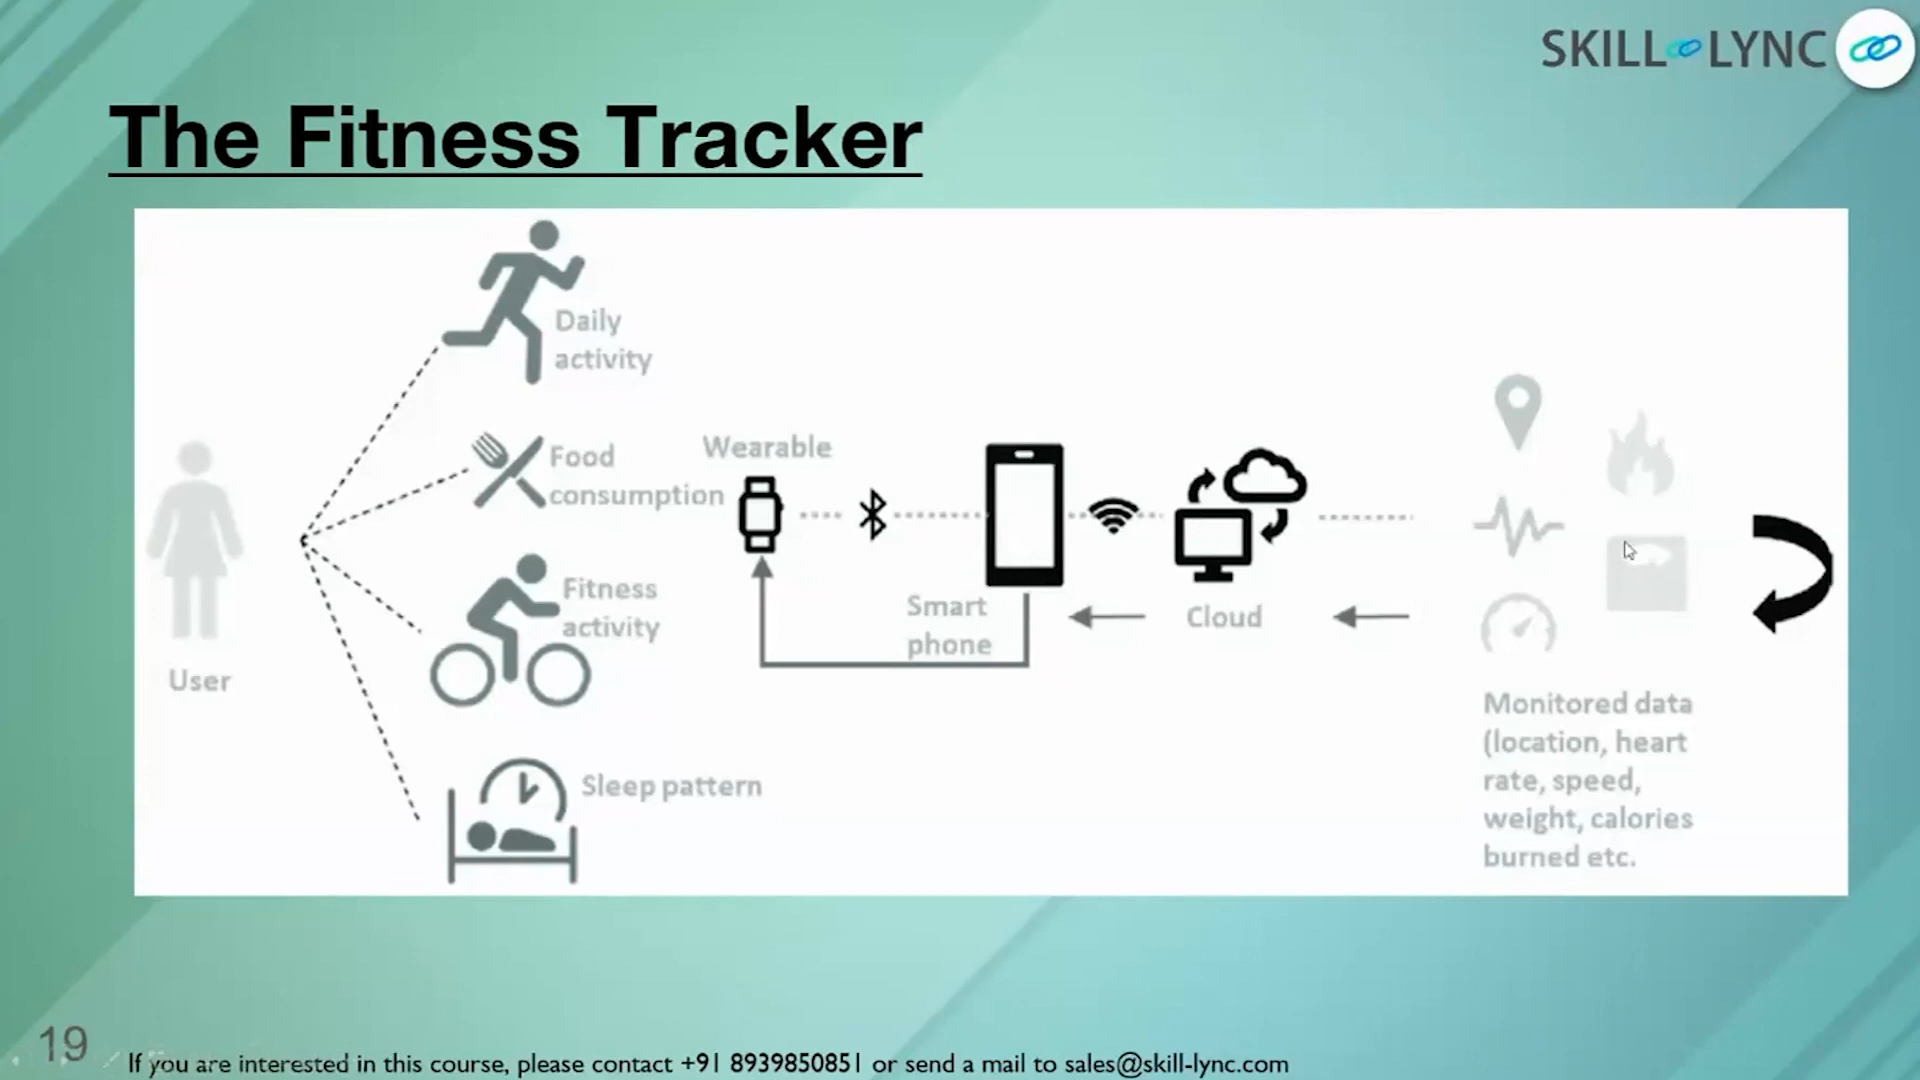 SKILL LYNC
The Fitness Tracker
Daily
activity
Food
consumption
Fitness
activity
Sleep pattern
User
Wearable
Smart
phone
Cloud
Monitored data
(location, heart
rate, speed,
weight, calories
burned etc.
19
If you are interested in this course, please contact +91 8939850851 or send a mail to sales@skill-lync.com